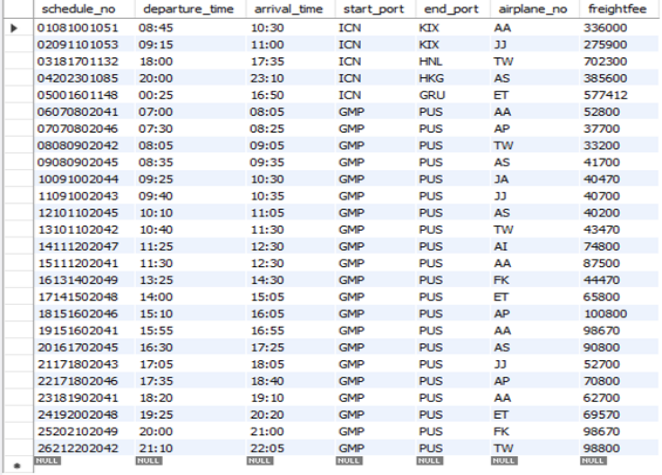 schedule_no departure_time arrival_time start_port end_port airplane_no freightfee
01081001051 08:45 10:30 ICN KIX AA 336000
02091101053 09:15 11:00 ICN KIX JJ 275900
03181701132 18:00 17:35 ICN HNL TW 702300
04202301085 20:00 23:10 ICN HKG AS 385600
05001601148 00:25 16:50 ICN GRU ET 577412
06070802041 07:00 08:05 GMP PUS AA 52800
07070802046 07:30 08:25 GMP PUS AP 37700
08080902042 08:05 09:05 GMP PUS TW 33200
09080902045 08:35 09:35 GMP PUS AS 41700
10091002044 09:25 10:30 GMP PUS JA 40470
11091002043 09:40 10:35 GMP PUS JJ 40700
12101102045 10:10 11:05 GMP PUS AS 40200
13101102042 10:40 11:30 GMP PUS TW 43470
14111202047 11:25 12:30 GMP PUS AI 74800
15111202041 11:30 12:30 GMP PUS AA 87500
16131402049 13:25 14:30 GMP PUS FK 44470
17141502048 14:00 15:05 GMP PUS ET 65800
18151602046 15:10 16:05 GMP PUS AP 100800
19151602041 15:55 16:55 GMP PUS AA 98670
20161702045 16:30 17:25 GMP PUS AS 90800
21171802043 17:05 18:05 GMP PUS JJ 52700
22171802046 17:35 18:40 GMP PUS AP 70800
23181902041 18:20 19:10 GMP PUS AA 62700
24192002048 19:25 20:20 GMP PUS ET 69570
25202102049 20:00 21:00 GMP PUS FK 98670
26212202042 21:10 22:05 GMP PUS TW 98800
NULL NULL NULL NULL NULL NULL NULL